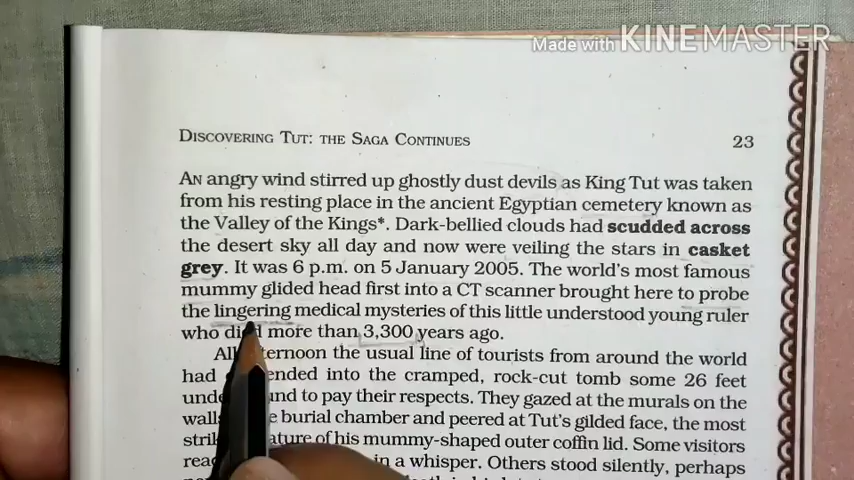 Made with KINEMASTER
DISCOVERING TUT: THE SAGA CONTINUES 23
AN angry wind stirred up ghostly dust devils as King Tut was taken
from his resting place in the ancient Egyptian cemetery known as
the Valley of the Kings*. Dark-bellied clouds had scudded across
the desert sky all day and now were veiling the stars in casket
grey. It was 6 p.m. on 5 January 2005. The world's most famous
mummy glided head first into a CT scanner brought here to probe
the lingering medical mysteries of this little understood young ruler
who died more than 3,300 years ago.
All the usual line of tourists from around the world
had into the cramped, rock-cut tomb some 26 feet
to pay their respects. They gazed at the murals on the
burial chamber and peered at Tut's gilded face, the most
of his mummy-shaped outer coffin lid. Some visitors
in a whisper. Others stood silently, perhaps